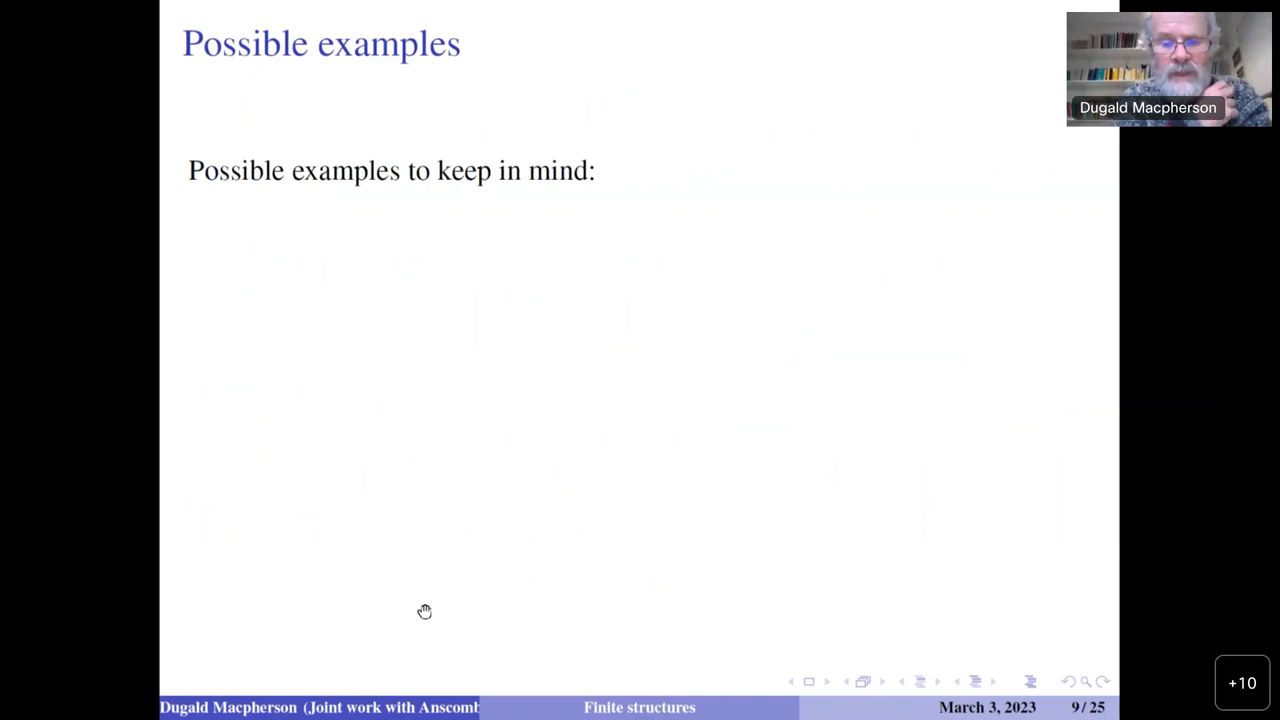 Possible examples
Dugald Macpherson
Possible examples to keep in mind:
+10
Dugald Macpherson (Joint work with Anscomb
Finite structures
March 3, 2023
9 / 25